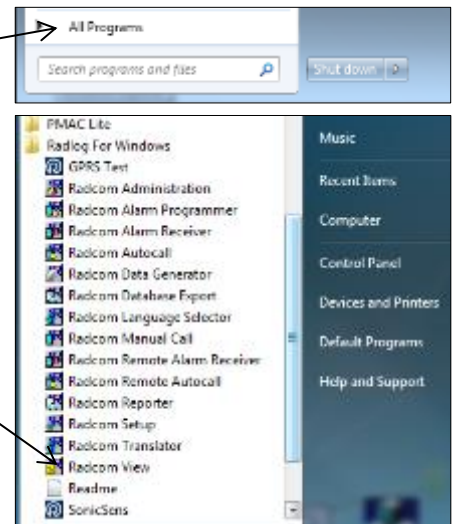 All Programs
Search programs and files
Shut down
PMAC Lite
Radlog For Windows
GPRS Test
Radcom Administration
Radcom Alarm Programmer
Radcom Alarm Receiver
Radcom Autocall
Radcom Data Generator
Radcom Database Export
Radcom Language Selector
Radcom Manual Call
Radcom Remote Alarm Receiver
Radcom Remote Autocall
Radcom Reporter
Radcom Setup
Radcom Translator
Radcom View
Readme
SonicSens
Music
Recent Items
Computer
Control Panel
Devices and Printers
Default Programs
Help and Support